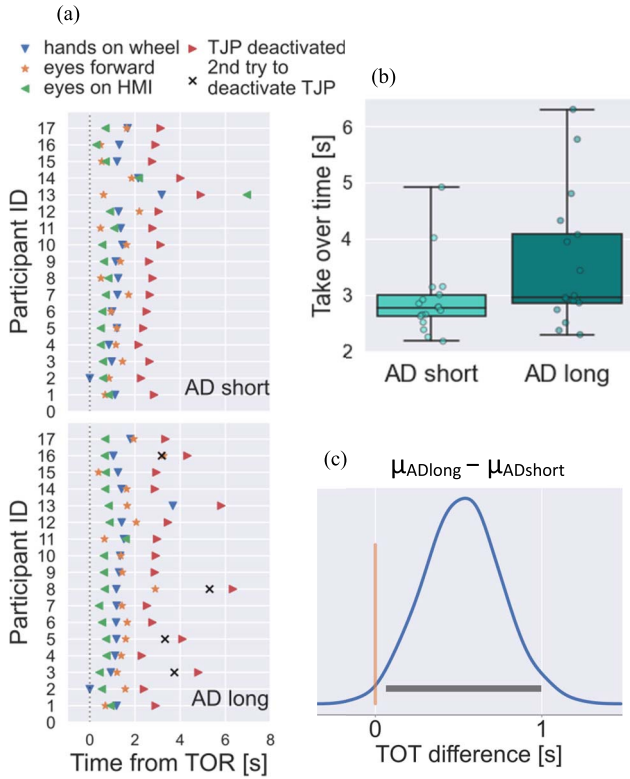 (a)
hands on wheel
eyes forward
eyes on HMI
TJP deactivated
2nd try to
deactivate TJP
Participant ID
17
16
15
14
13
12
11
10
9
8
7
6
5
4
3
2
1
0
AD short
Participant ID
17
16
15
14
13
12
11
10
9
8
7
6
5
4
3
2
1
0
AD long
0 2 4 6 8
Time from TOR [s]
(b)
Take over time [s]
6
5
4
3
2
AD short AD long
(c)
μADlong – μADshort
0 1
TOT difference [s]